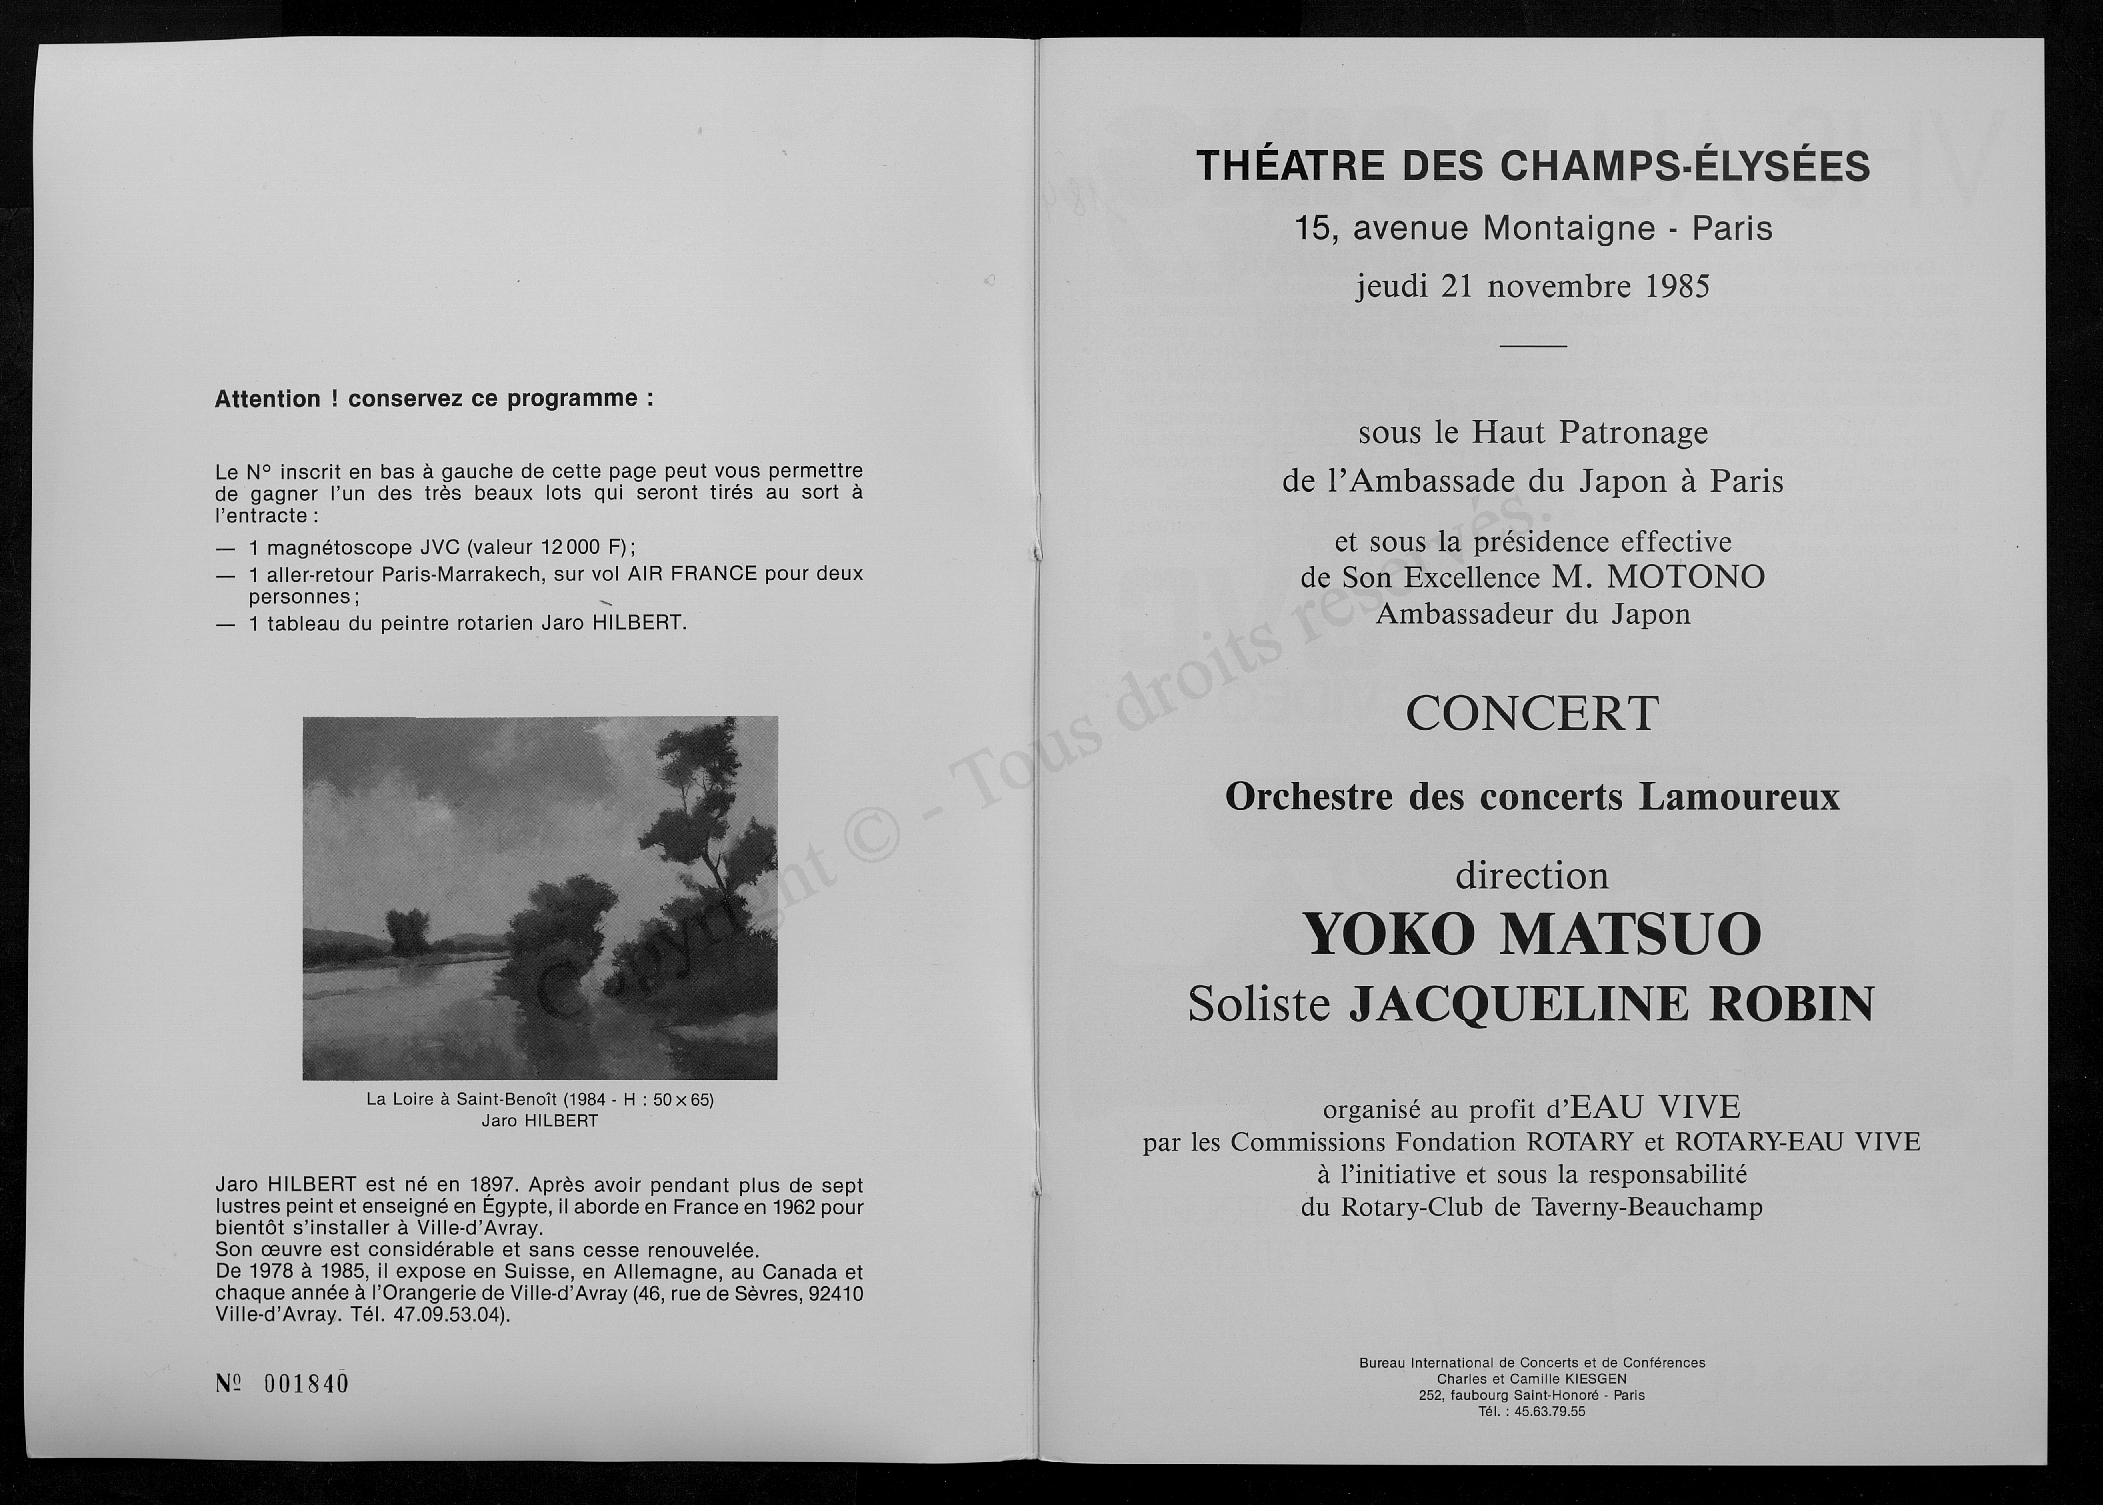 Attention ! conservez ce programme :
Le N° inscrit en bas à gauche de cette page peut vous permettre
de gagner l'un des très beaux lots qui seront tirés au sort à
l'entracte :
— 1 magnétoscope JVC (valeur 12 000 F) ;
— 1 aller-retour Paris-Marrakech, sur vol AIR FRANCE pour deux
personnes ;
— 1 tableau du peintre rotarien Jaro HILBERT.
La Loire à Saint-Benoît (1984 - H : 50 x 65)
Jaro HILBERT
Jaro HILBERT est né en 1897. Après avoir pendant plus de sept
lustres peint et enseigné en Égypte, il aborde en France en 1962 pour
bientôt s'installer à Ville-d'Avray.
Son œuvre est considérable et sans cesse renouvelée.
De 1978 à 1985, il expose en Suisse, en Allemagne, au Canada et
chaque année à l'Orangerie de Ville-d'Avray (46, rue de Sèvres, 92410
Ville-d'Avray. Tél. 47.09.53.04).
Nº 001840
THÉATRE DES CHAMPS-ÉLYSÉES
15, avenue Montaigne - Paris
jeudi 21 novembre 1985
sous le Haut Patronage
de l'Ambassade du Japon à Paris
et sous la présidence effective
de Son Excellence M. MOTONO
Ambassadeur du Japon
CONCERT
Orchestre des concerts Lamoureux
direction
YOKO MATSUO
Soliste JACQUELINE ROBIN
organisé au profit d'EAU VIVE
par les Commissions Fondation ROTARY et ROTARY-EAU VIVE
à l'initiative et sous la responsabilité
du Rotary-Club de Taverny-Beauchamp
Bureau International de Concerts et de Conférences
Charles et Camille KIESGEN
252, faubourg Saint-Honoré - Paris
Tél. : 45.63.79.55
Copyright © - Tous droits réservés.